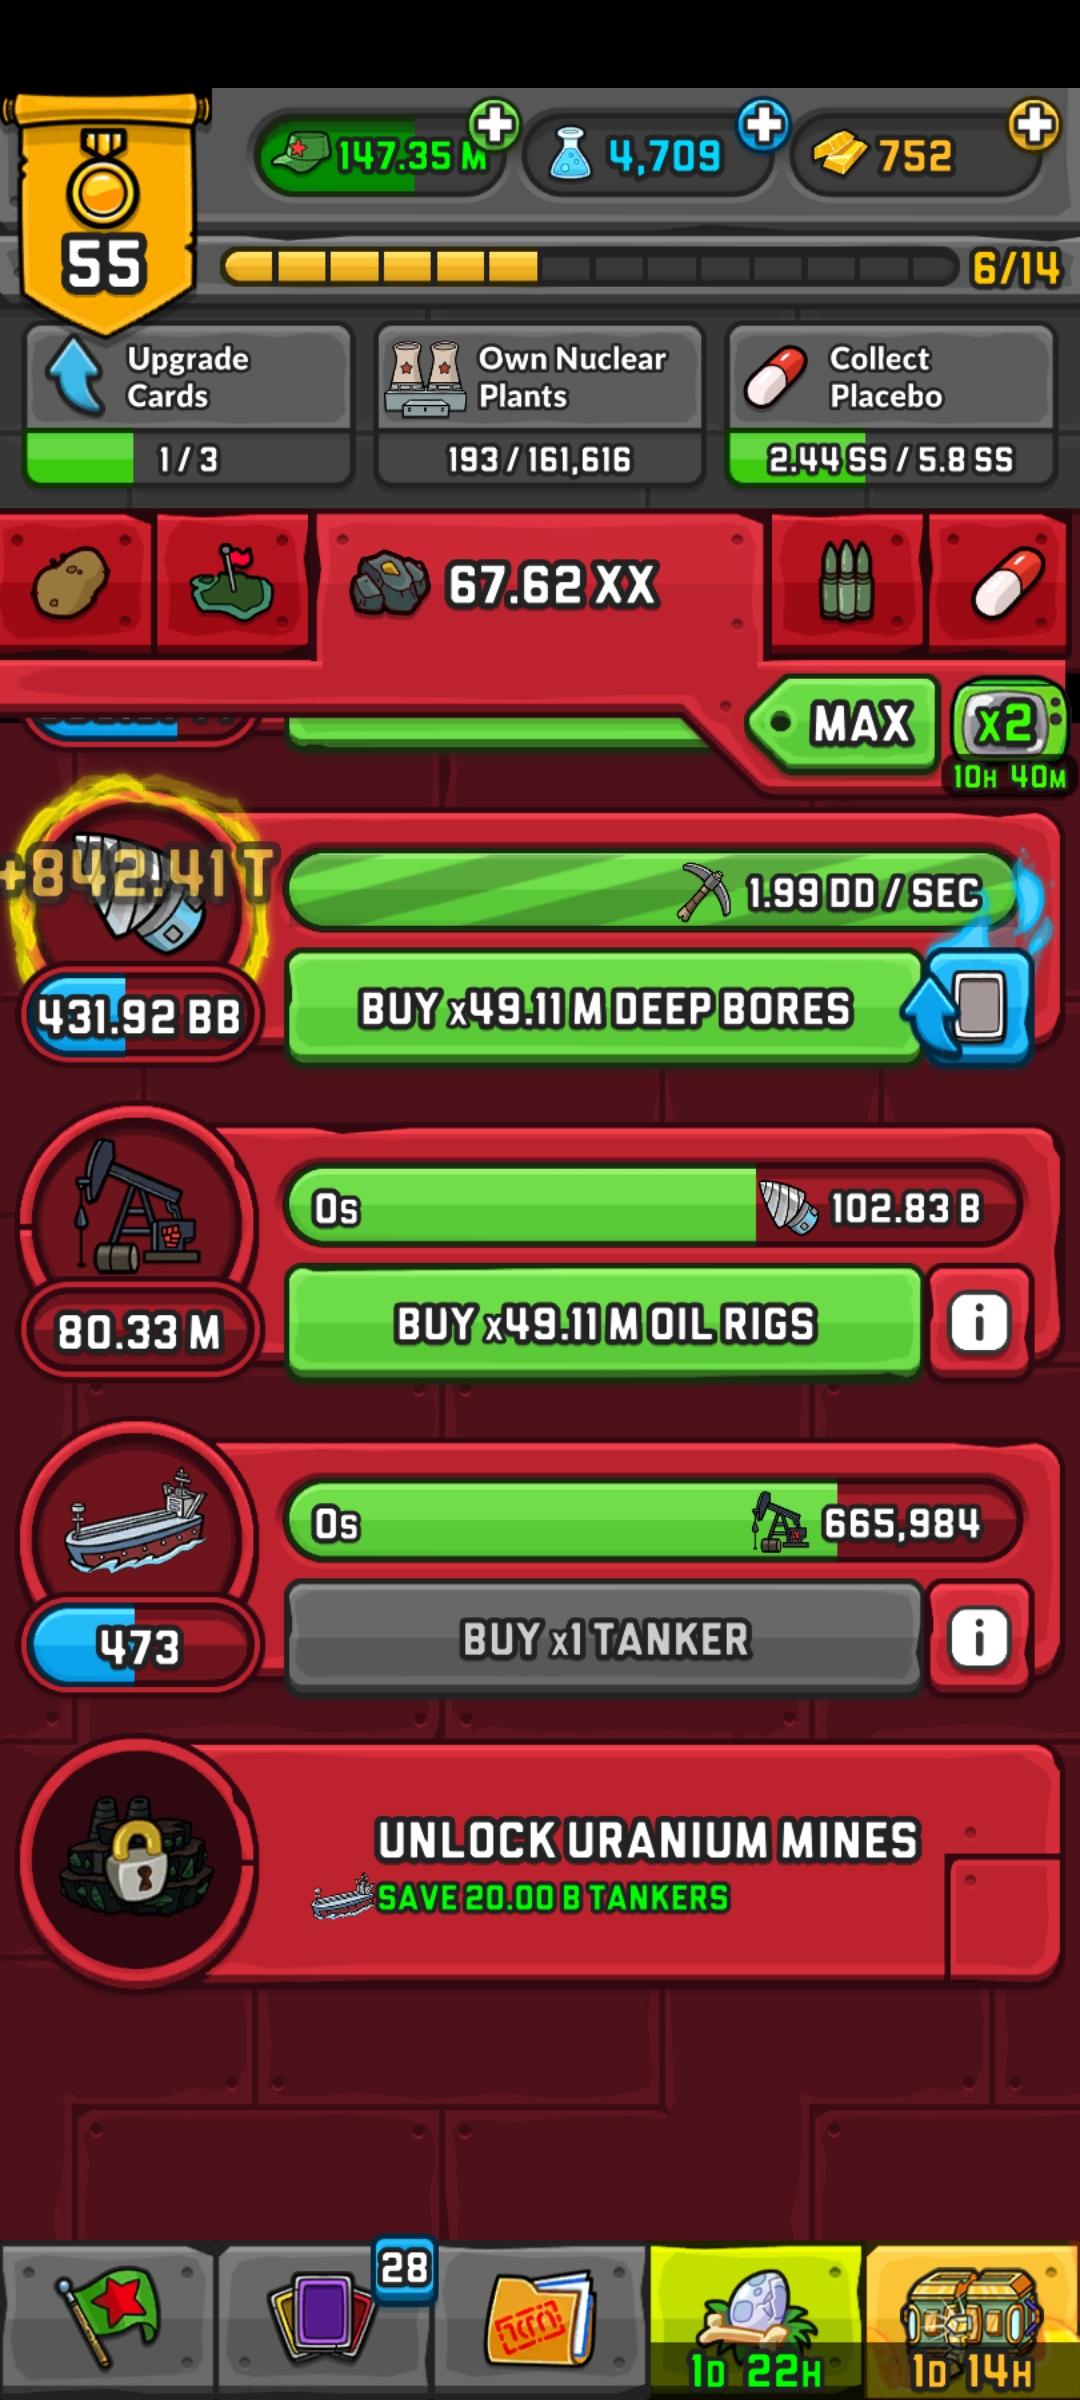 147.35 M
4,709
752
55
6/14
Upgrade
Cards
1 / 3
Own Nuclear
Plants
193 / 161,616
Collect
Placebo
2.44 SS / 5.8 SS
67.62 XX
MAX
x2
10H 40M
+842.41 T
1.99 DD / SEC
431.92 BB
BUY x49.11 M DEEP BORES
0s
102.83 B
80.33 M
BUY x49.11 M OIL RIGS
i
0s
665,984
473
BUY x1 TANKER
i
UNLOCK URANIUM MINES
SAVE 20.00 B TANKERS
28
1D 22H
1D 14H